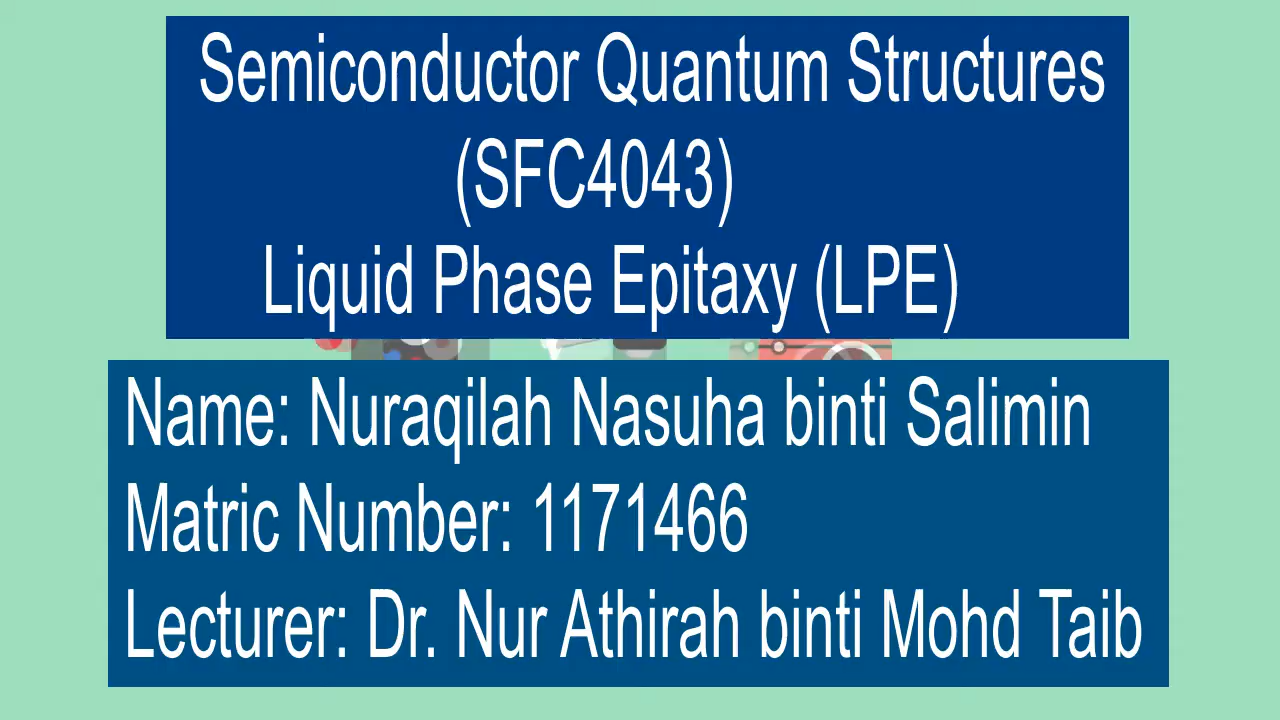 Semiconductor Quantum Structures
(SFC4043)
Liquid Phase Epitaxy (LPE)
Name: Nuraqilah Nasuha binti Salimin
Matric Number: 1171466
Lecturer: Dr. Nur Athirah binti Mohd Taib